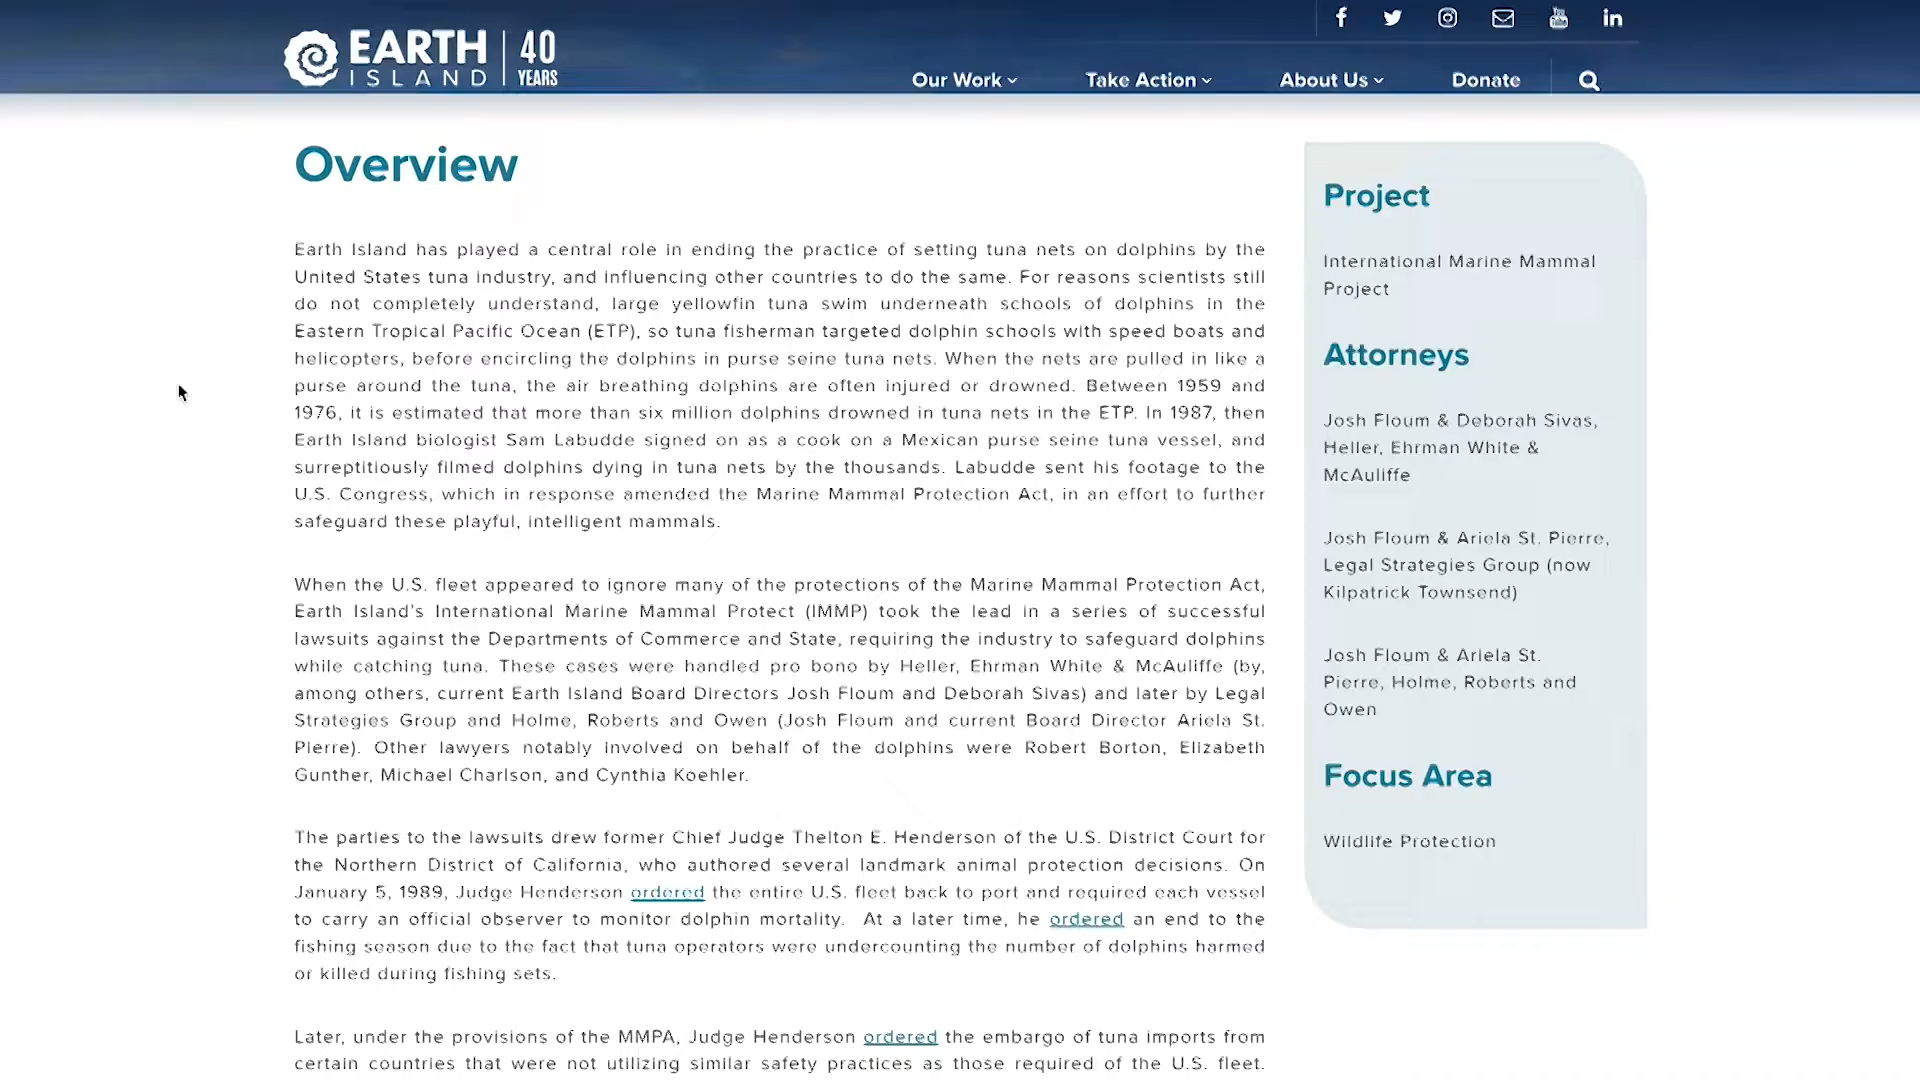 EARTH
ISLAND
40
YEARS
Our Work
Take Action
About Us
Donate
Overview
Earth Island has played a central role in ending the practice of setting tuna nets on dolphins by the
United States tuna industry, and influencing other countries to do the same. For reasons scientists still
do not completely understand, large yellowfin tuna swim underneath schools of dolphins in the
Eastern Tropical Pacific Ocean (ETP), so tuna fisherman targeted dolphin schools with speed boats and
helicopters, before encircling the dolphins in purse seine tuna nets. When the nets are pulled in like a
purse around the tuna, the air breathing dolphins are often injured or drowned. Between 1959 and
1976, it is estimated that more than six million dolphins drowned in tuna nets in the ETP. In 1987, then
Earth Island biologist Sam Labudde signed on as a cook on a Mexican purse seine tuna vessel, and
surreptitiously filmed dolphins dying in tuna nets by the thousands. Labudde sent his footage to the
U.S. Congress, which in response amended the Marine Mammal Protection Act, in an effort to further
safeguard these playful, intelligent mammals.
When the U.S. fleet appeared to ignore many of the protections of the Marine Mammal Protection Act,
Earth Island's International Marine Mammal Protect (IMMP) took the lead in a series of successful
lawsuits against the Departments of Commerce and State, requiring the industry to safeguard dolphins
while catching tuna. These cases were handled pro bono by Heller, Ehrman White & McAuliffe (by,
among others, current Earth Island Board Directors Josh Floum and Deborah Sivas) and later by Legal
Strategies Group and Holme, Roberts and Owen (Josh Floum and current Board Director Ariela St.
Pierre). Other lawyers notably involved on behalf of the dolphins were Robert Borton, Elizabeth
Gunther, Michael Charlson, and Cynthia Koehler.
The parties to the lawsuits drew former Chief Judge Thelton E. Henderson of the U.S. District Court for
the Northern District of California, who authored several landmark animal protection decisions. On
January 5, 1989, Judge Henderson ordered the entire U.S. fleet back to port and required each vessel
to carry an official observer to monitor dolphin mortality. At a later time, he ordered an end to the
fishing season due to the fact that tuna operators were undercounting the number of dolphins harmed
or killed during fishing sets.
Later, under the provisions of the MMPA, Judge Henderson ordered the embargo of tuna imports from
certain countries that were not utilizing similar safety practices as those required of the U.S. fleet.
Project
International Marine Mammal
Project
Attorneys
Josh Floum & Deborah Sivas,
Heller, Ehrman White &
McAuliffe
Josh Floum & Ariela St. Pierre,
Legal Strategies Group (now
Kilpatrick Townsend)
Josh Floum & Ariela St.
Pierre, Holme, Roberts and
Owen
Focus Area
Wildlife Protection